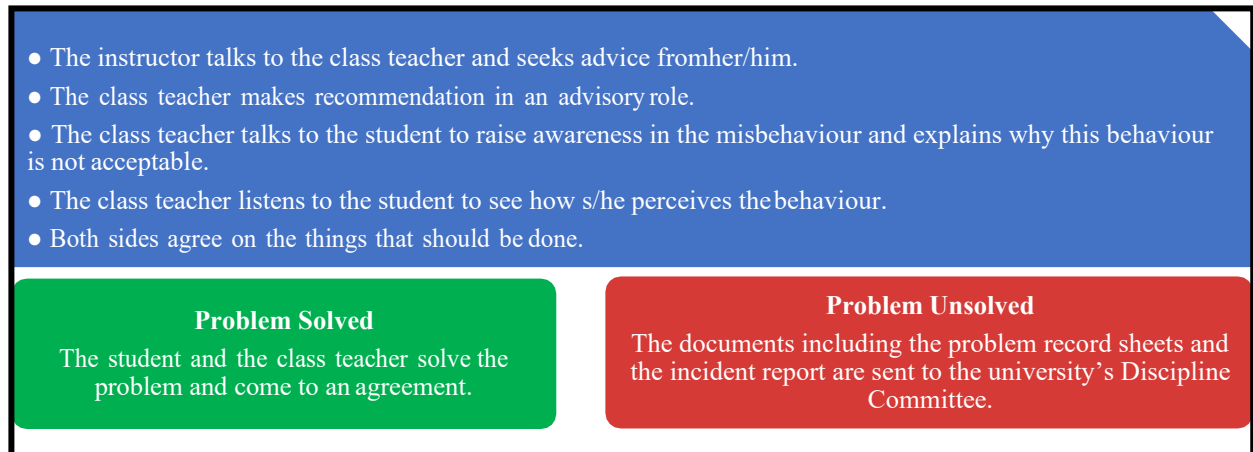 ● The instructor talks to the class teacher and seeks advice fromher/him.
● The class teacher makes recommendation in an advisory role.
● The class teacher talks to the student to raise awareness in the misbehaviour and explains why this behaviour
is not acceptable.
● The class teacher listens to the student to see how s/he perceives thebehaviour.
● Both sides agree on the things that should be done.
Problem Solved
The student and the class teacher solve the
problem and come to an agreement.
Problem Unsolved
The documents including the problem record sheets and
the incident report are sent to the university’s Discipline
Committee.